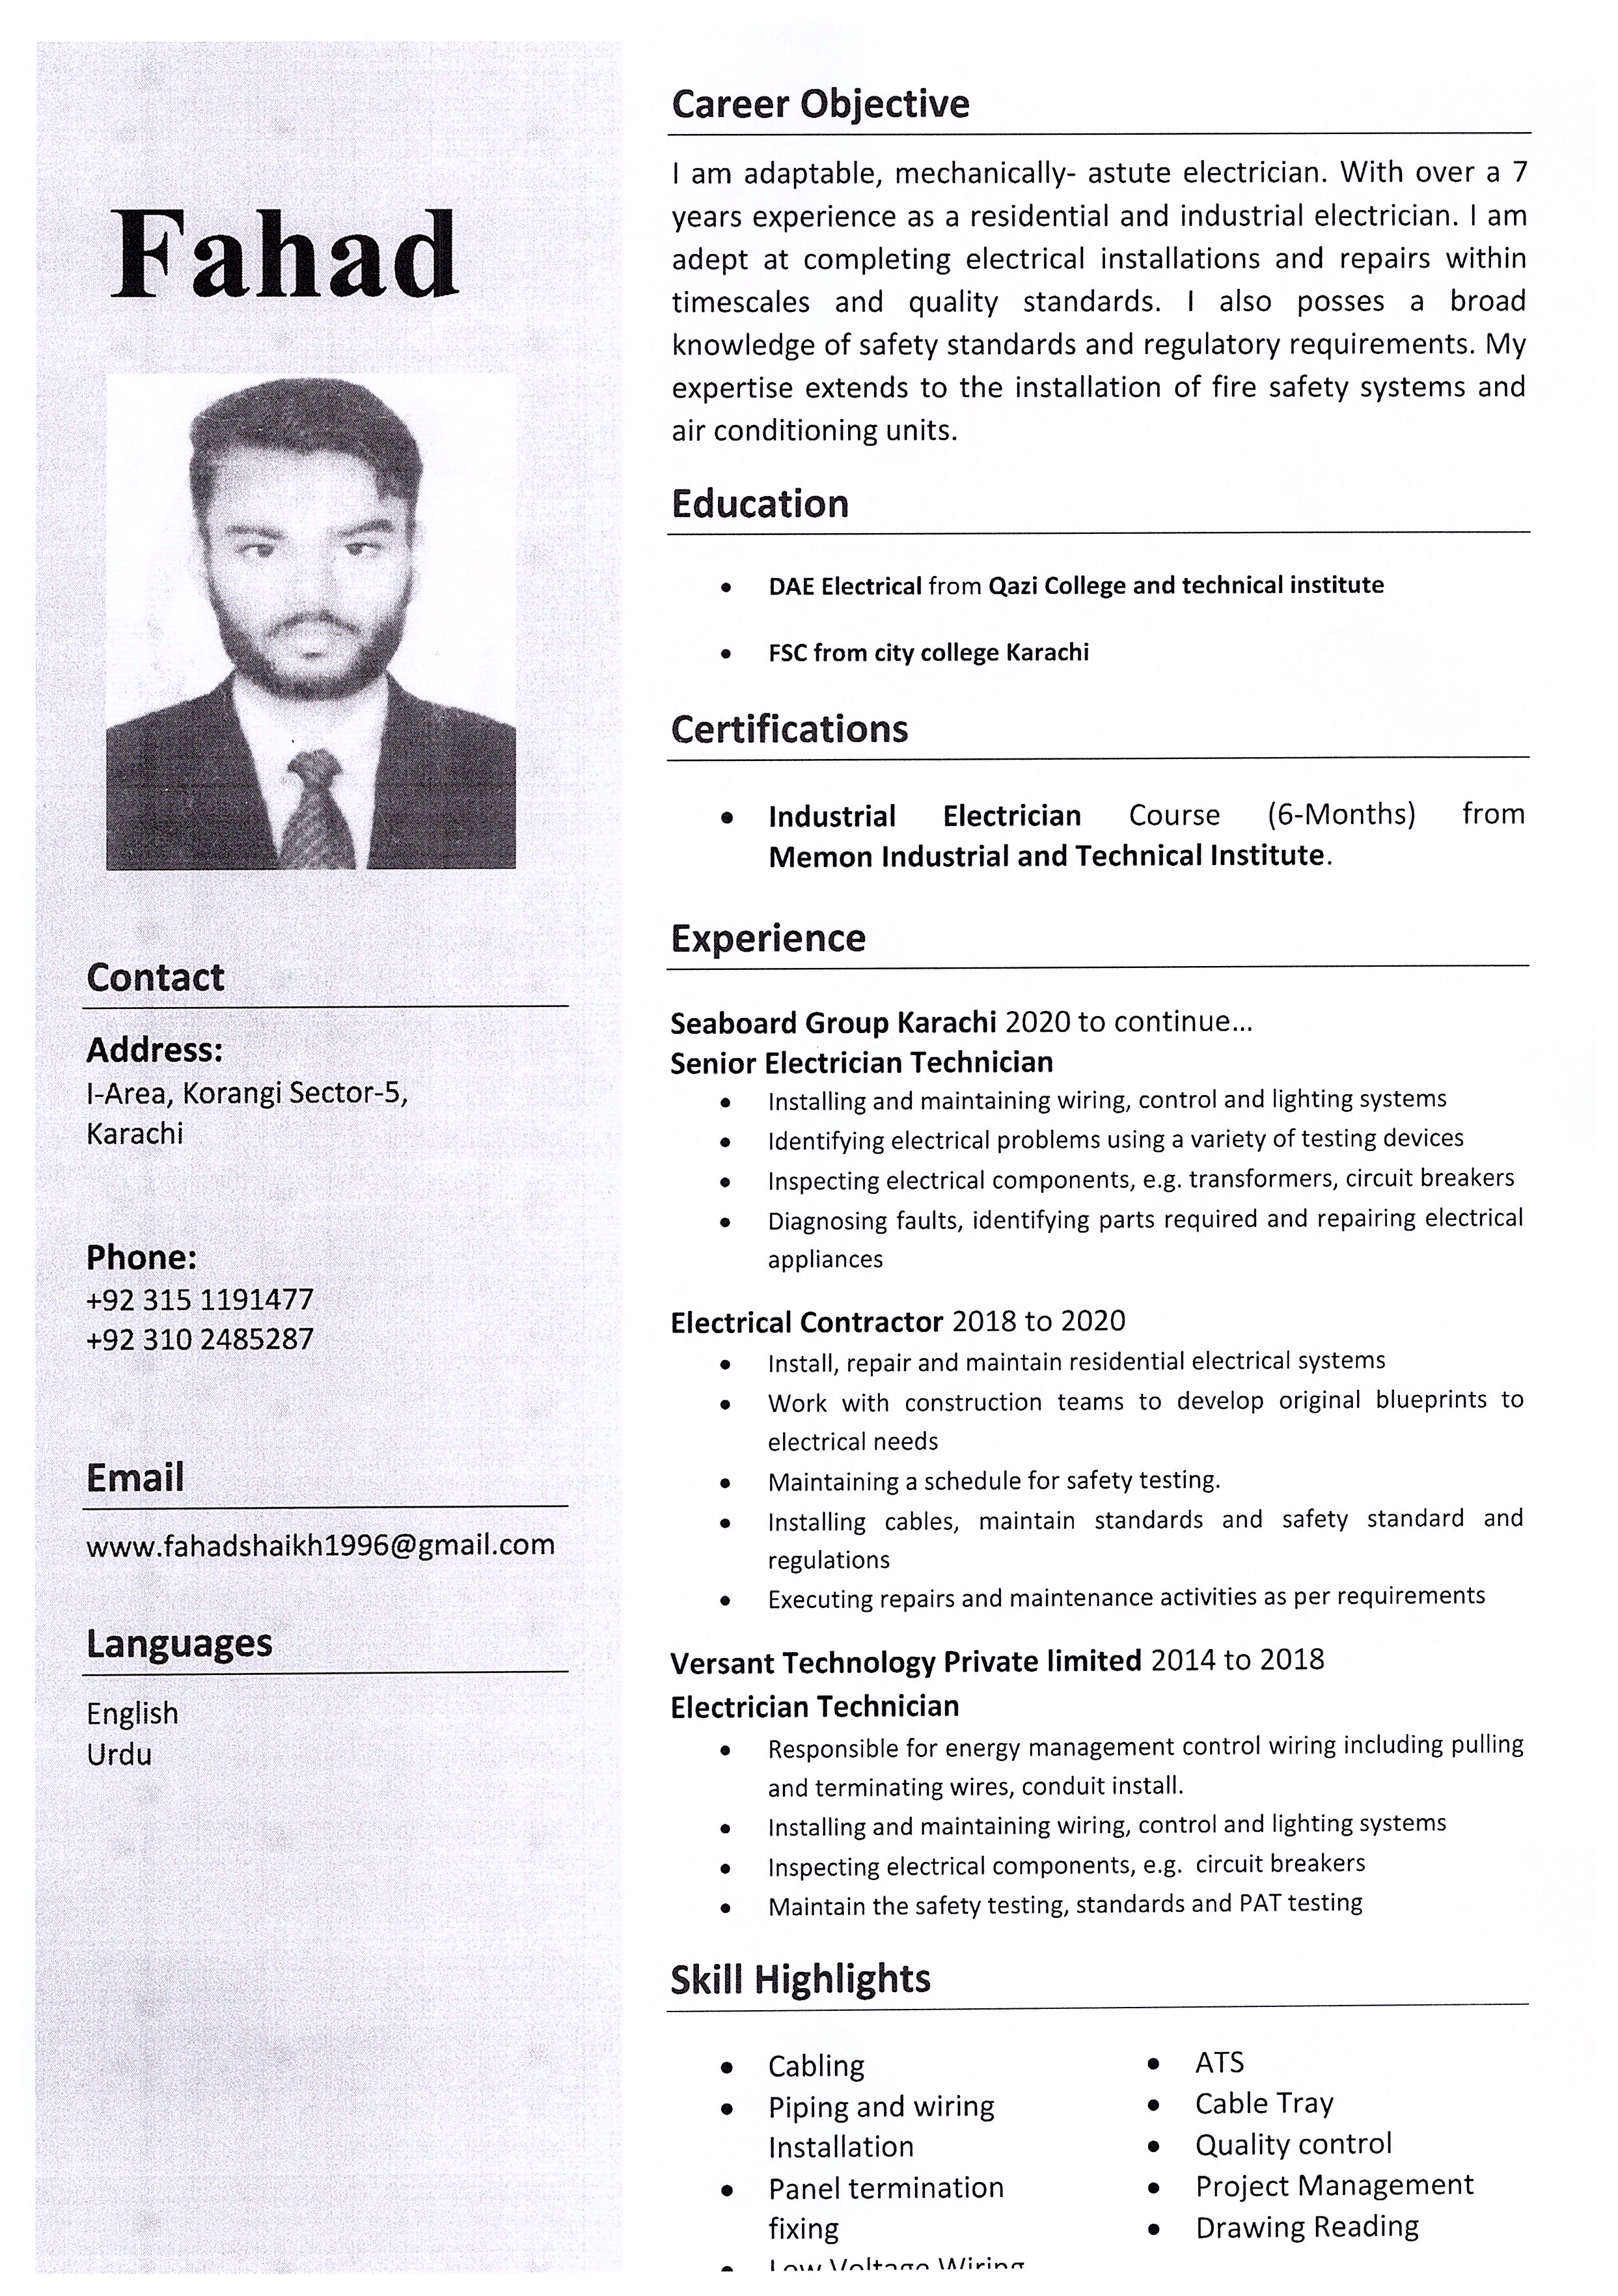 Fahad
Contact
Address:
I-Area, Korangi Sector-5,
Karachi
Phone:
+92 315 1191477
+92 310 2485287
Email
www.fahadshaikh1996@gmail.com
Languages
English
Urdu
Career Objective
I am adaptable, mechanically- astute electrician. With over a 7
years experience as a residential and industrial electrician. I am
adept at completing electrical installations and repairs within
timescales and quality standards. I also posses a broad
knowledge of safety standards and regulatory requirements. My
expertise extends to the installation of fire safety systems and
air conditioning units.
Education
• DAE Electrical from Qazi College and technical institute
• FSC from city college Karachi
Certifications
• Industrial Electrician Course (6-Months) from
Memon Industrial and Technical Institute.
Experience
Seaboard Group Karachi 2020 to continue...
Senior Electrician Technician
• Installing and maintaining wiring, control and lighting systems
• Identifying electrical problems using a variety of testing devices
• Inspecting electrical components, e.g. transformers, circuit breakers
• Diagnosing faults, identifying parts required and repairing electrical
appliances
Electrical Contractor 2018 to 2020
• Install, repair and maintain residential electrical systems
• Work with construction teams to develop original blueprints to
electrical needs
• Maintaining a schedule for safety testing.
• Installing cables, maintain standards and safety standard and
regulations
• Executing repairs and maintenance activities as per requirements
Versant Technology Private limited 2014 to 2018
Electrician Technician
• Responsible for energy management control wiring including pulling
and terminating wires, conduit install.
• Installing and maintaining wiring, control and lighting systems
• Inspecting electrical components, e.g. circuit breakers
• Maintain the safety testing, standards and PAT testing
Skill Highlights
• Cabling
• Piping and wiring
Installation
• Panel termination
fixing
• Low Voltage Wiring
• ATS
• Cable Tray
• Quality control
• Project Management
• Drawing Reading